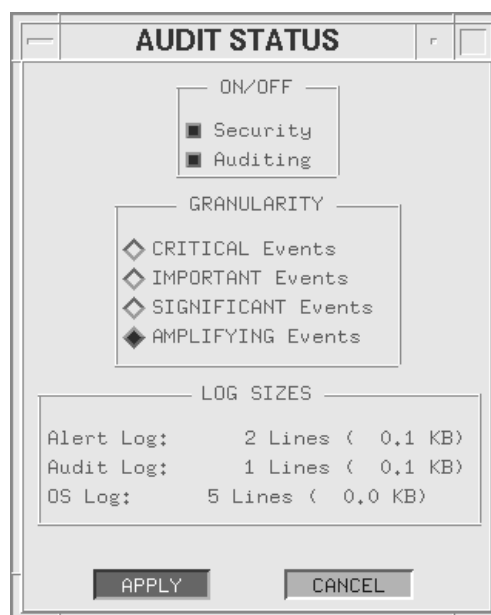 AUDIT STATUS
ON/OFF
Security
Auditing
GRANULARITY
CRITICAL Events
IMPORTANT Events
SIGNIFICANT Events
AMPLIFYING Events
LOG SIZES
Alert Log: 2 Lines ( 0.1 KB)
Audit Log: 1 Lines ( 0.1 KB)
OS Log: 5 Lines ( 0.0 KB)
APPLY CANCEL